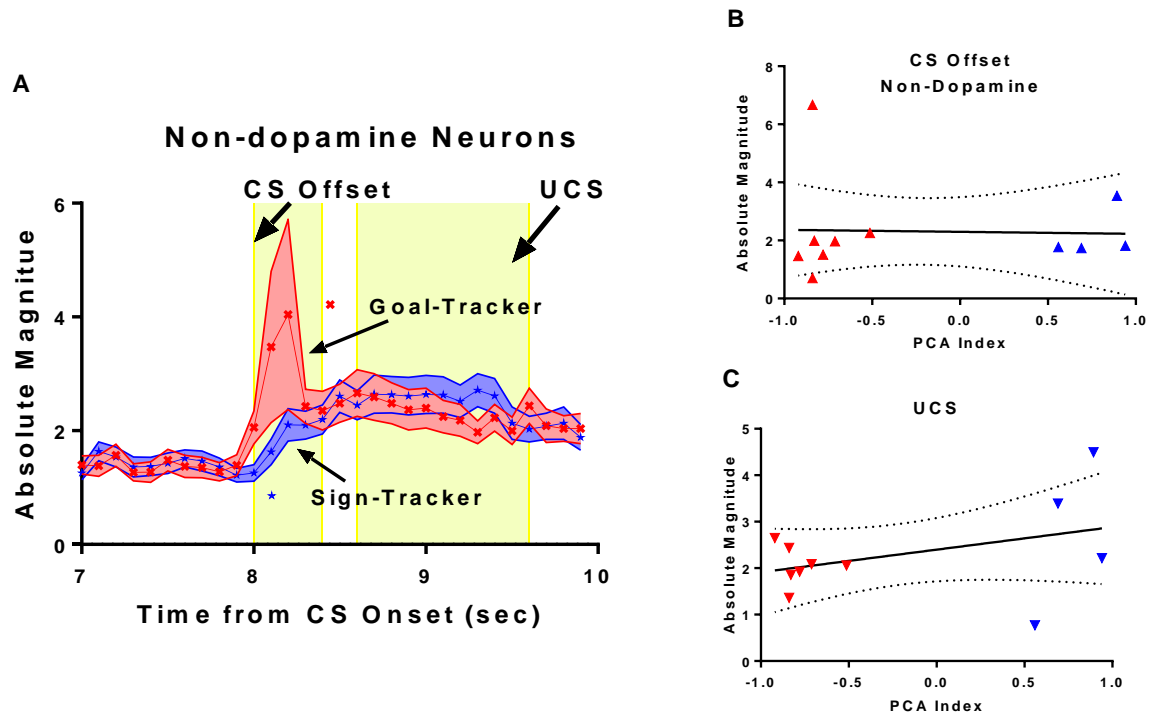 A
Non-dopamine Neurons
CS Offset
UCS
Goal-Tracker
Sign-Tracker
Absolute Magnitude
6
4
2
0
7
8
9
10
Time from CS Onset (sec)
B
CS Offset
Non-Dopamine
Absolute Magnitude
8
6
4
2
0
-1.0
-0.5
0.0
0.5
1.0
PCA Index
C
UCS
Absolute Magnitude
5
4
3
2
1
0
-1.0
-0.5
0.0
0.5
1.0
PCA Index